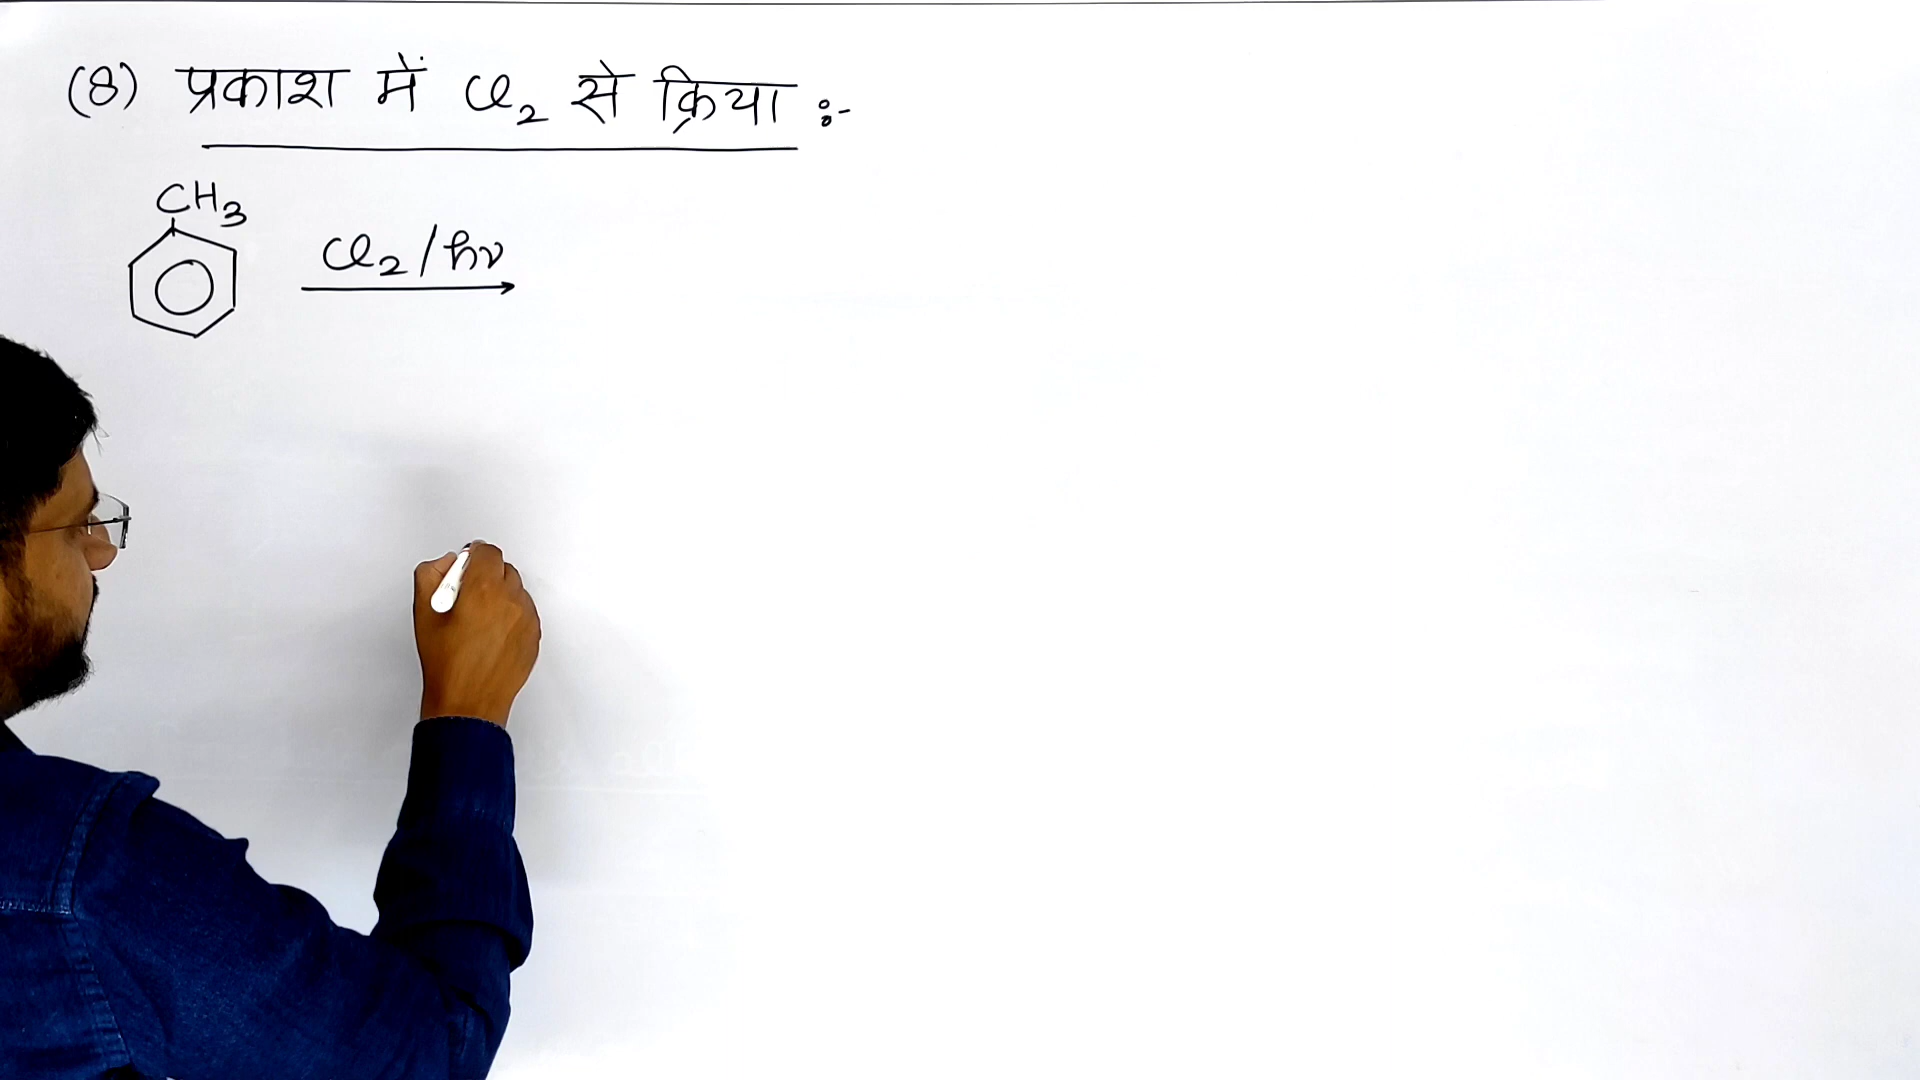 (8) प्रकाश में Cl2 से क्रिया :-
CH3
Cl2/hν